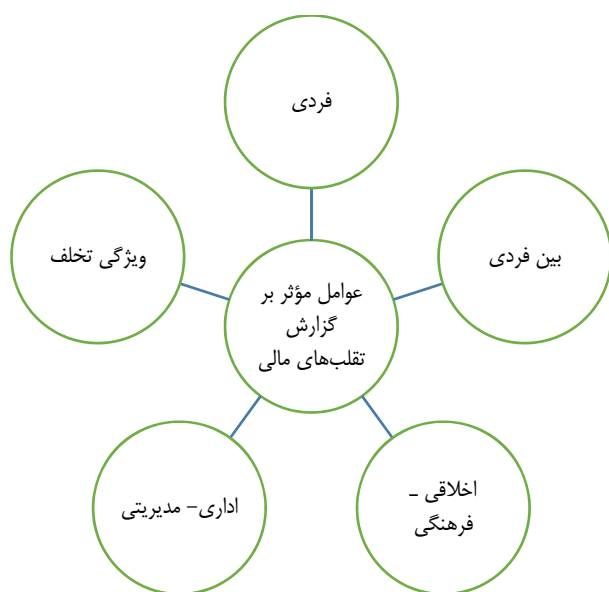 فردی
بین فردی
ویژگی تخلف
عوامل مؤثر بر
گزارش
تقلب‌های مالی
اخلاقی -
فرهنگی
اداری- مدیریتی